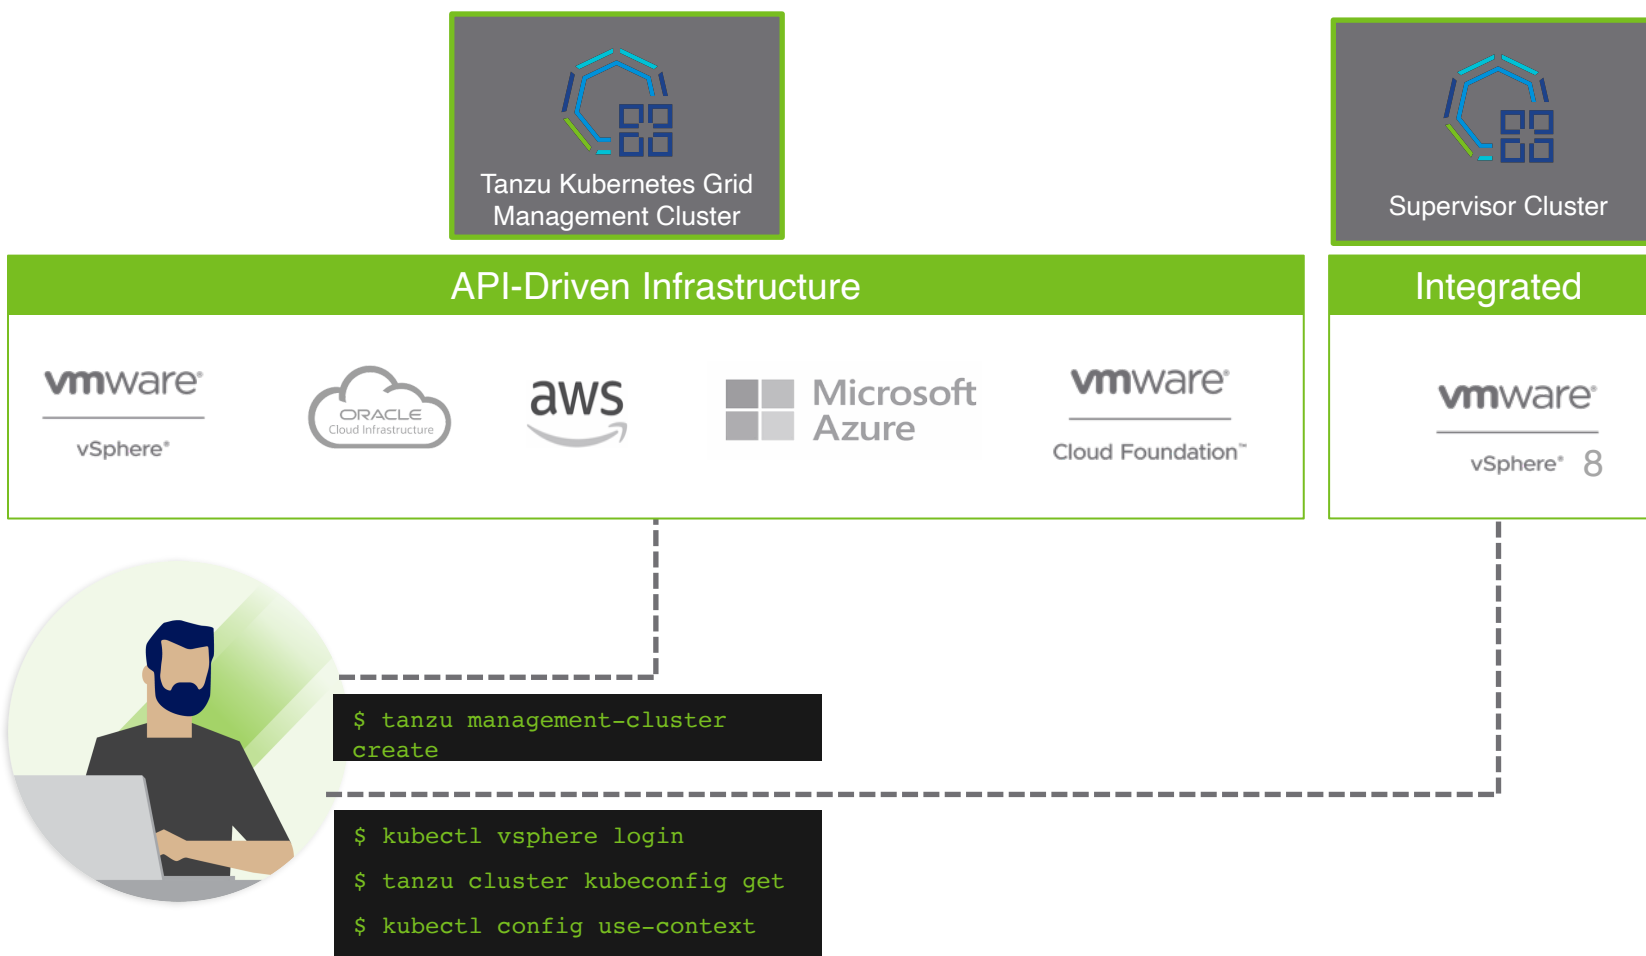 Tanzu Kubernetes Grid
Management Cluster
Supervisor Cluster
API-Driven Infrastructure
Integrated
vmware®
vSphere®
ORACLE
Cloud Infrastructure
aws
Microsoft
Azure
vmware®
Cloud Foundation™
vmware®
vSphere® 8
$ tanzu management-cluster
create
$ kubectl vsphere login
$ tanzu cluster kubeconfig get
$ kubectl config use-context